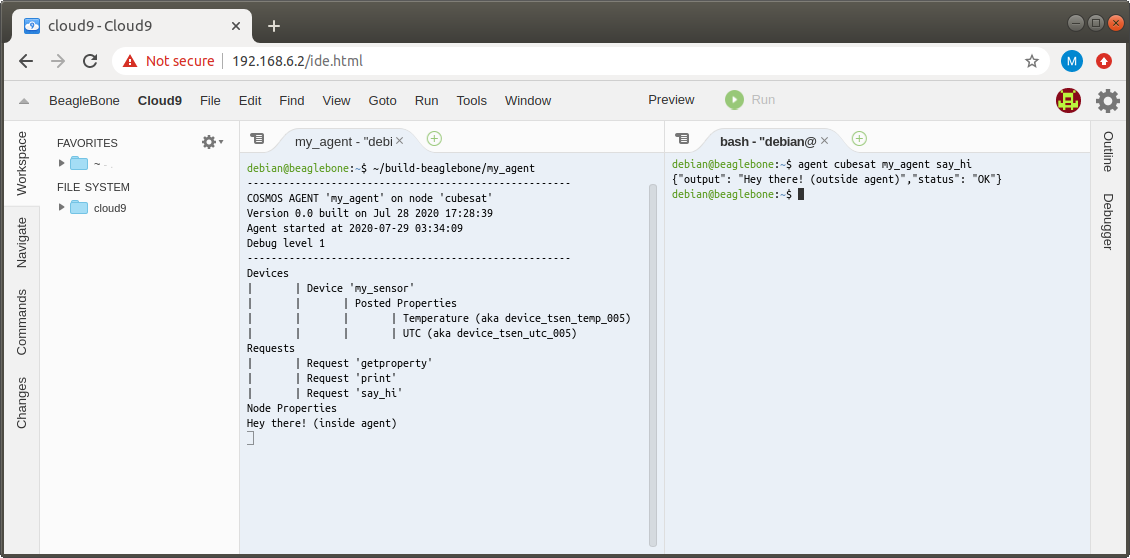 cloud9 - Cloud9
Not secure | 192.168.6.2/ide.html
M
BeagleBone Cloud9 File Edit Find View Goto Run Tools Window Preview Run
Workspace
Navigate
Commands
Changes
FAVORITES
~
FILE SYSTEM
cloud9
my_agent - "debi
debian@beaglebone:~$ ~/build-beaglebone/my_agent
------------------------------------------------------
COSMOS AGENT 'my_agent' on node 'cubesat'
Version 0.0 built on Jul 28 2020 17:28:39
Agent started at 2020-07-29 03:34:09
Debug level 1
------------------------------------------------------
Devices
| | Device 'my_sensor'
| | | Posted Properties
| | | | Temperature (aka device_tsen_temp_005)
| | | | UTC (aka device_tsen_utc_005)
Requests
| | Request 'getproperty'
| | Request 'print'
| | Request 'say_hi'
Node Properties
Hey there! (inside agent)
bash - "debian@
debian@beaglebone:~$ agent cubesat my_agent say_hi
{"output": "Hey there! (outside agent)","status": "OK"}
debian@beaglebone:~$
Outline
Debugger